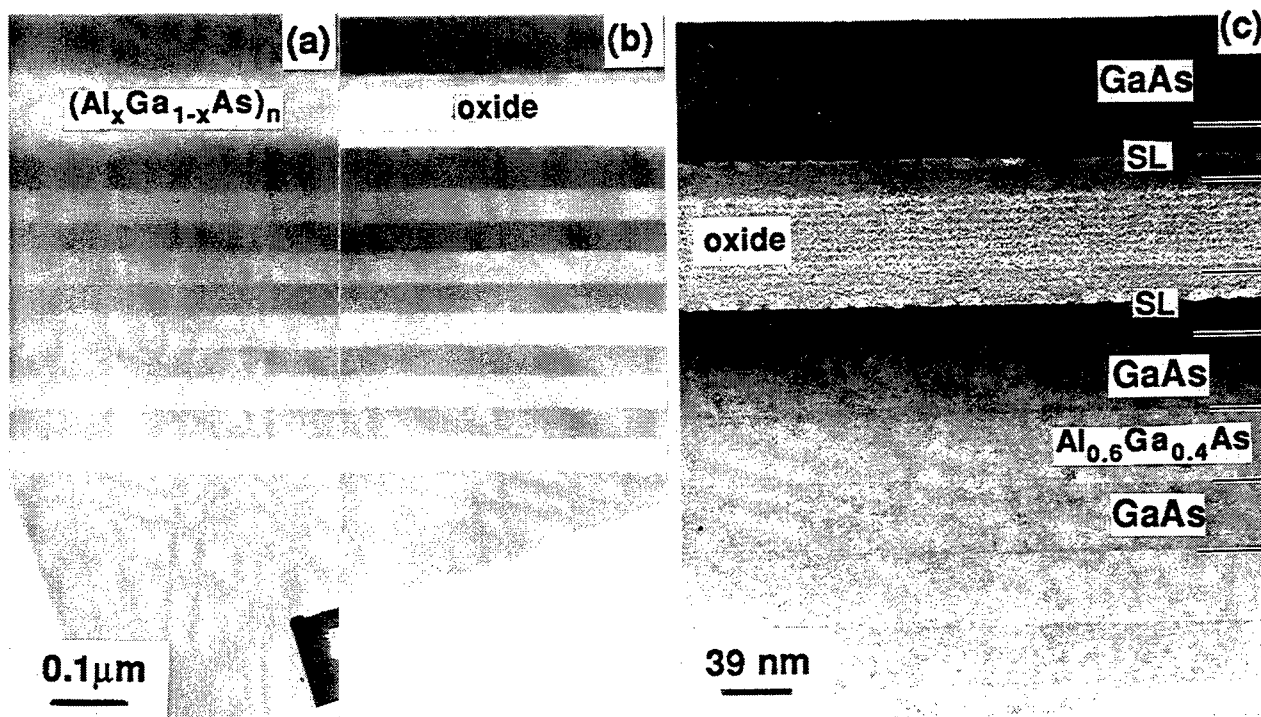 (a)
(b)
(c)
(AlxGa1-xAs)n
oxide
GaAs
SL
oxide
SL
GaAs
Al0.6Ga0.4As
GaAs
0.1μm
39 nm